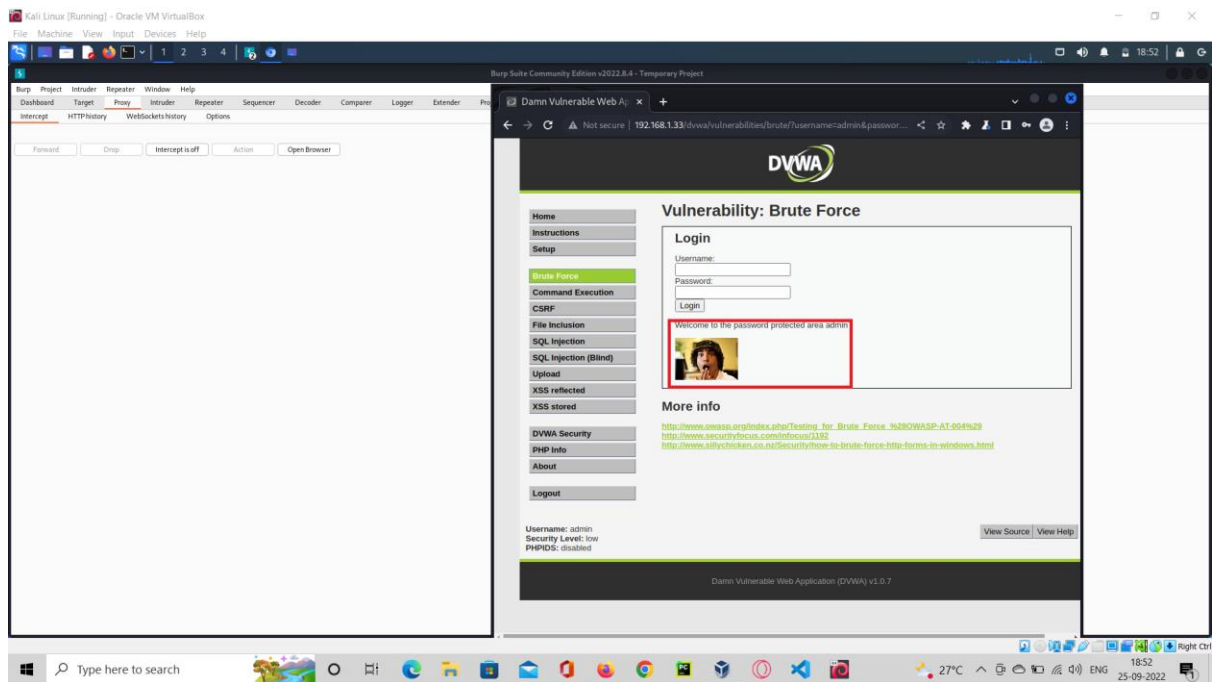 Kali Linux [Running] - Oracle VM VirtualBox
File Machine View Input Devices Help
1 2 3 4
18:52
Burp Suite Community Edition v2022.8.4 - Temporary Project
Burp Project Intruder Repeater Window Help
Dashboard Target Proxy Intruder Repeater Sequencer Decoder Comparer Logger Extender
Intercept HTTP history WebSockets history Options
Forward Drop Intercept is off Action Open Browser
Damn Vulnerable Web Ap
Not secure | 192.168.1.33/dvwa/vulnerabilities/brute/?username=admin&passwor...
DVWA
Home
Instructions
Setup
Brute Force
Command Execution
CSRF
File Inclusion
SQL Injection
SQL Injection (Blind)
Upload
XSS reflected
XSS stored
DVWA Security
PHP Info
About
Logout
Vulnerability: Brute Force
Login
Username:
Password:
Login
Welcome to the password protected area admin
More info
http://www.owasp.org/index.php/Testing_for_Brute_Force_%28OWASP-AT-004%29
http://www.securityfocus.com/infocus/1192
http://www.sillychicken.co.nz/Security/how-to-brute-force-http-forms-in-windows.html
Username: admin
Security Level: low
PHPIDS: disabled
View Source View Help
Damn Vulnerable Web Application (DVWA) v1.0.7
Right Ctrl
Type here to search
27°C ENG
18:52
25-09-2022